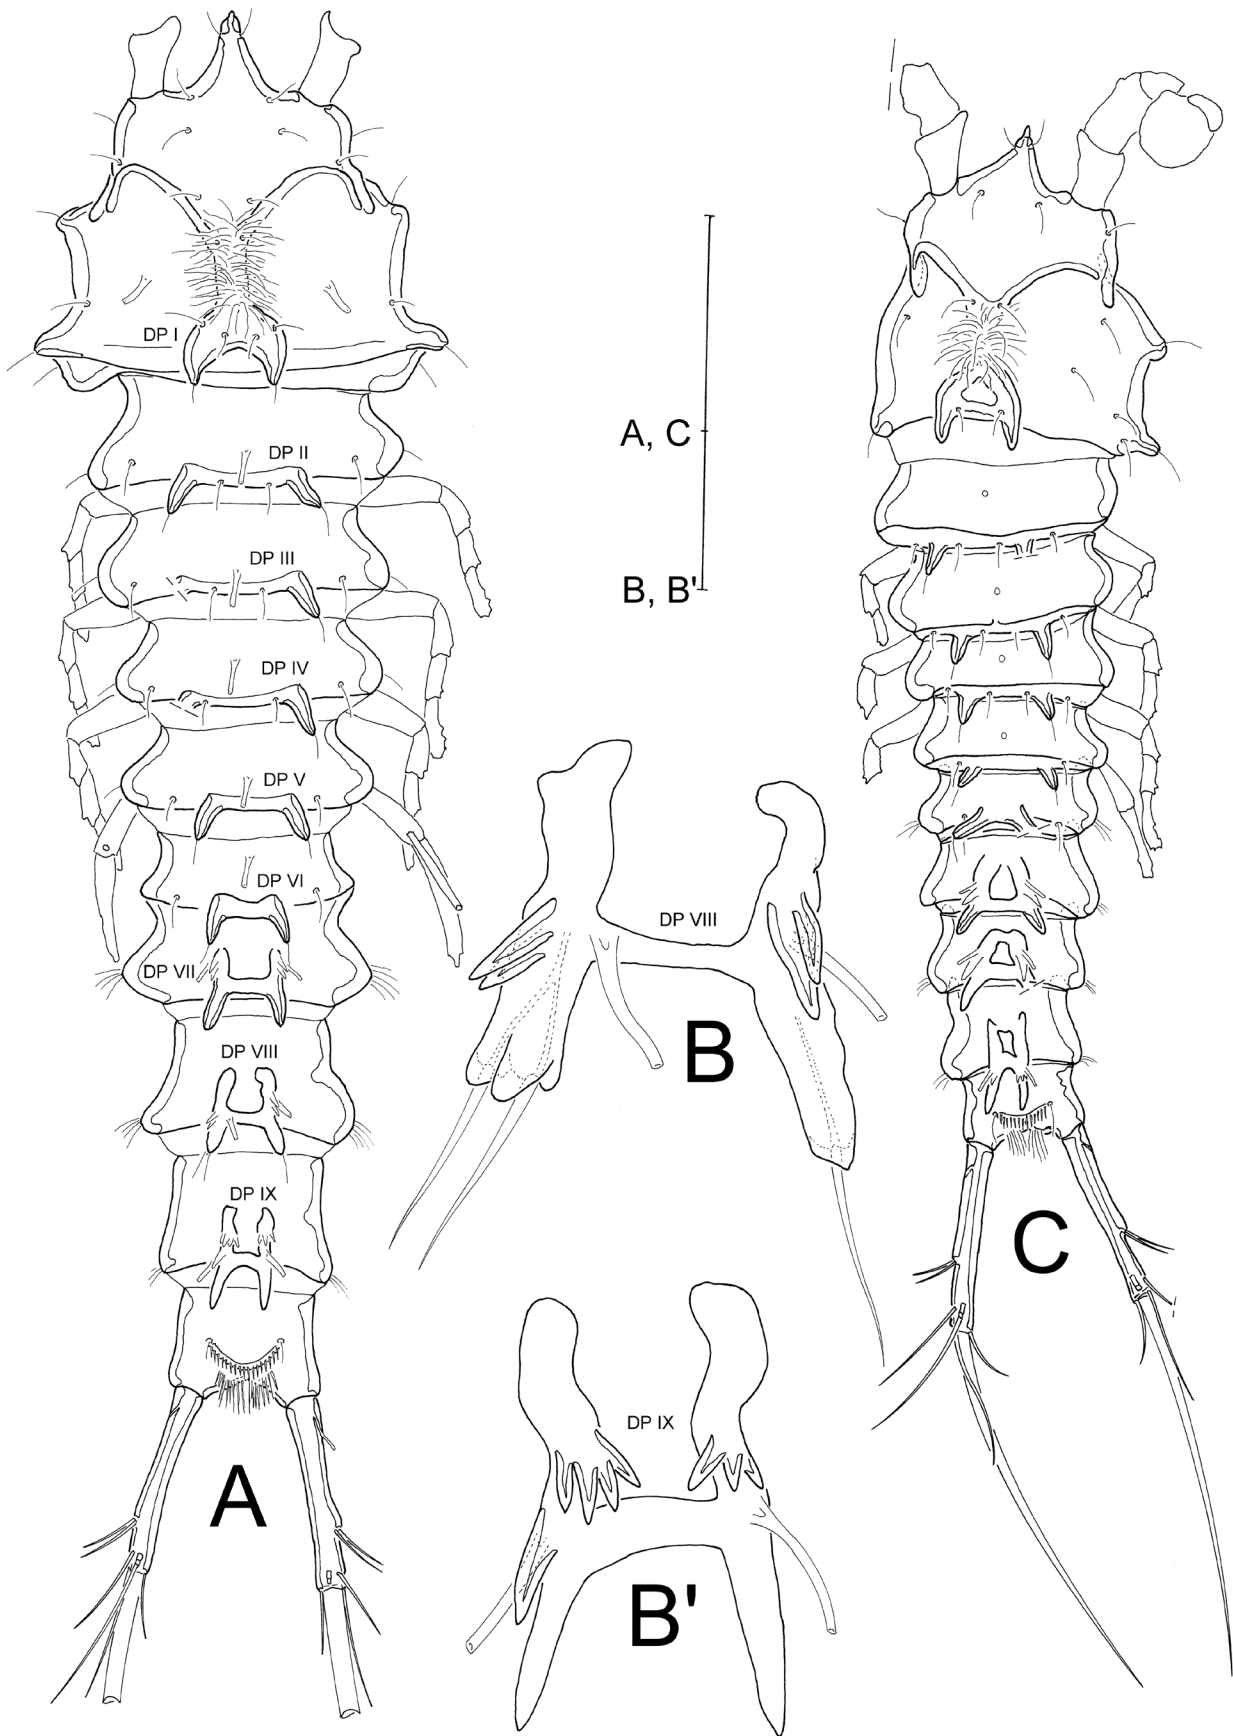 DP I
DP II
DP III
DP IV
DP V
DP VI
DP VII
DP VIII
DP IX
A
A, C
B, B'
DP VIII
B
DP IX
B'
C